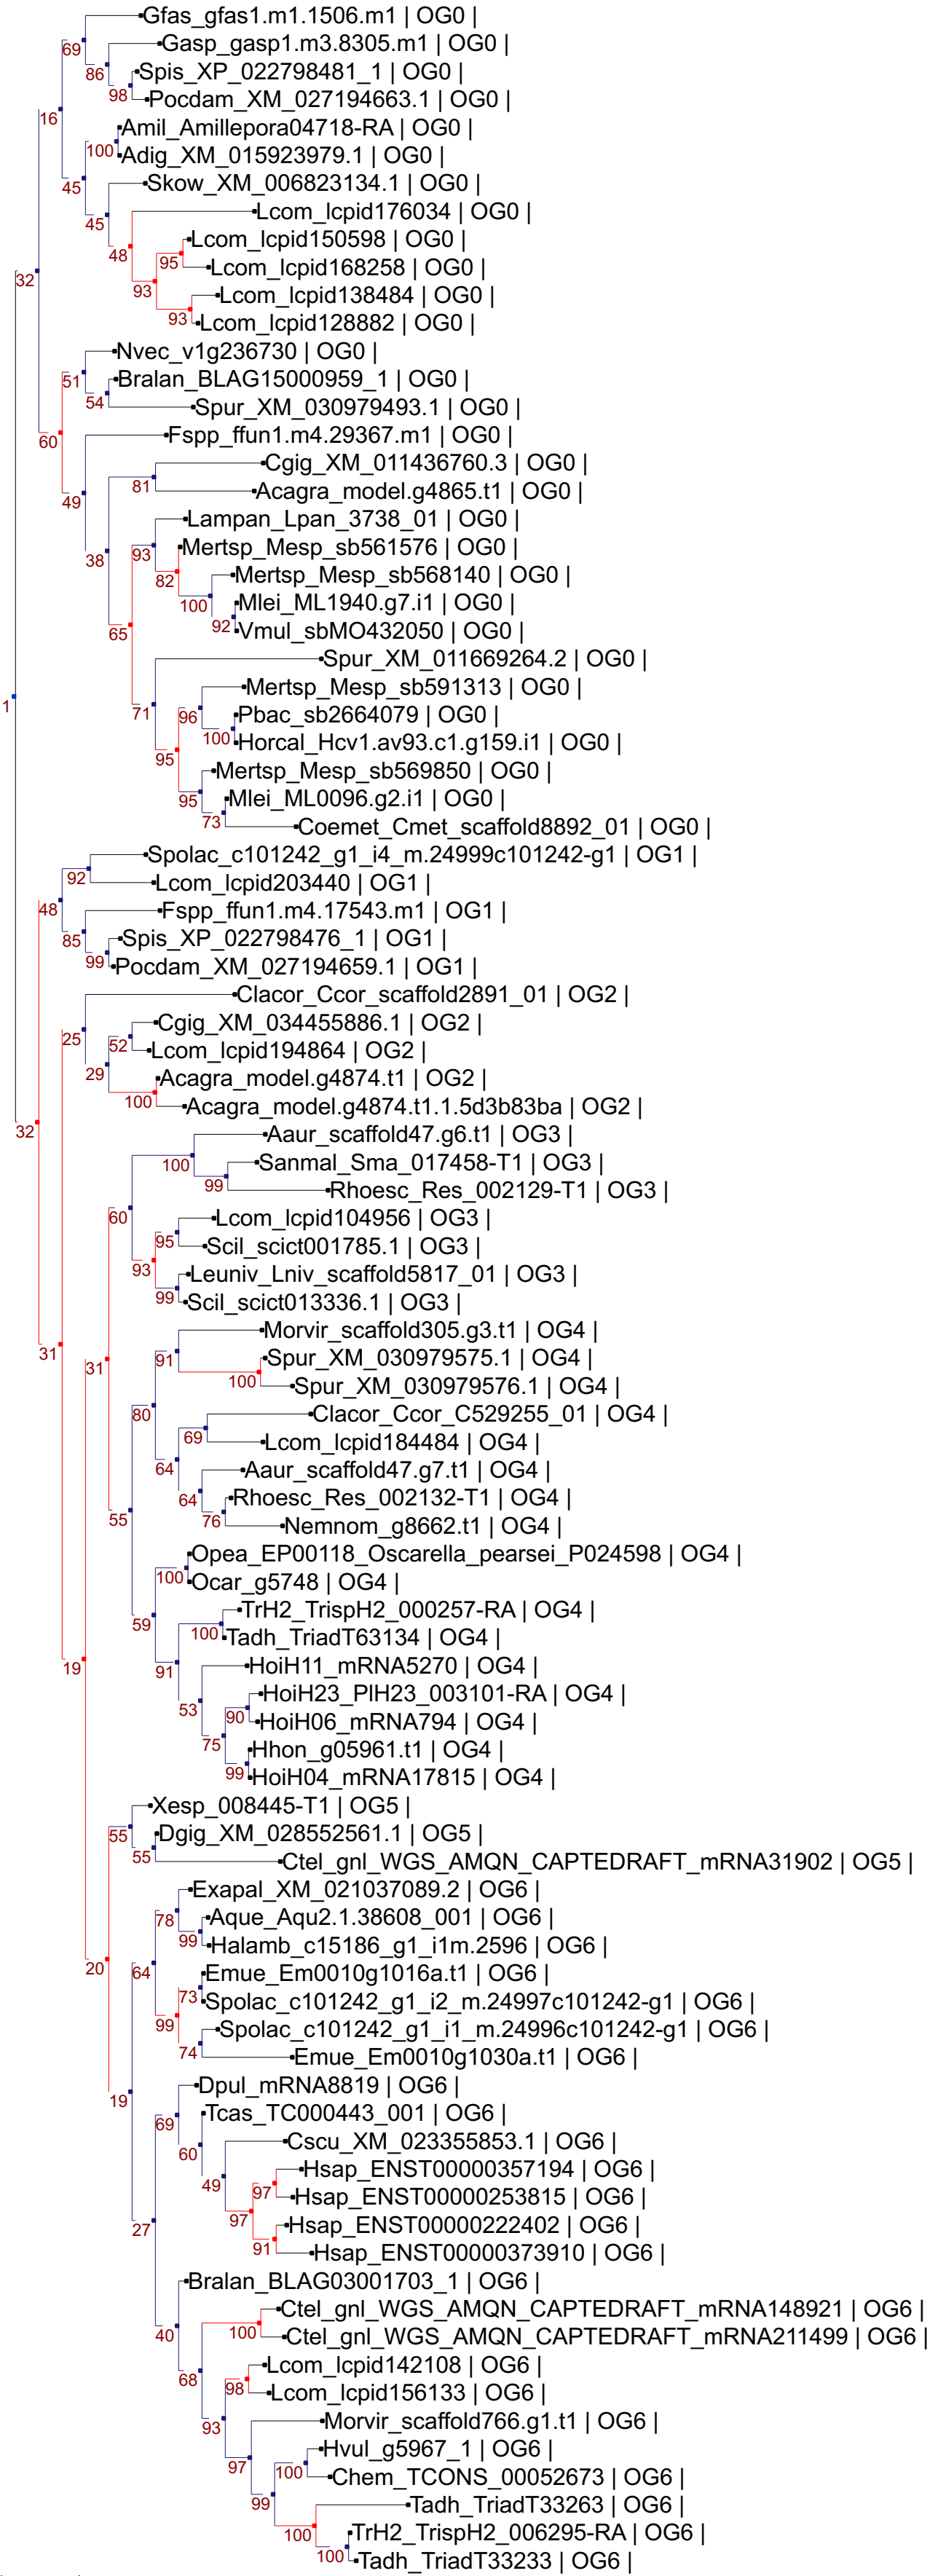 Gfas_gfas1.m1.1506.m1 | OG0 |
69
Gasp_gasp1.m3.8305.m1 | OG0 |
86
Spis_XP_022798481_1 | OG0 |
98
Pocdam_XM_027194663.1 | OG0 |
16
Amil_Amillepora04718-RA | OG0 |
100
Adig_XM_015923979.1 | OG0 |
45
Skow_XM_006823134.1 | OG0 |
45
Lcom_lcpid176034 | OG0 |
48
Lcom_lcpid150598 | OG0 |
95
Lcom_lcpid168258 | OG0 |
32
93
Lcom_lcpid138484 | OG0 |
93
Lcom_lcpid128882 | OG0 |
Nvec_v1g236730 | OG0 |
51
Bralan_BLAG15000959_1 | OG0 |
54
Spur_XM_030979493.1 | OG0 |
60
Fspp_ffun1.m4.29367.m1 | OG0 |
Cgig_XM_011436760.3 | OG0 |
81
Acagra_model.g4865.t1 | OG0 |
49
Lampan_Lpan_3738_01 | OG0 |
38
93
Mertsp_Mesp_sb561576 | OG0 |
82
Mertsp_Mesp_sb568140 | OG0 |
100
Mlei_ML1940.g7.i1 | OG0 |
92
Vmul_sbMO432050 | OG0 |
65
Spur_XM_011669264.2 | OG0 |
Mertsp_Mesp_sb591313 | OG0 |
1
71
96
Pbac_sb2664079 | OG0 |
100
Horcal_Hcv1.av93.c1.g159.i1 | OG0 |
95
Mertsp_Mesp_sb569850 | OG0 |
95
Mlei_ML0096.g2.i1 | OG0 |
73
Coemet_Cmet_scaffold8892_01 | OG0 |
Spolac_c101242_g1_i4_m.24999c101242-g1 | OG1 |
92
Lcom_lcpid203440 | OG1 |
48
Fspp_ffun1.m4.17543.m1 | OG1 |
85
Spis_XP_022798476_1 | OG1 |
99
Pocdam_XM_027194659.1 | OG1 |
Clacor_Ccor_scaffold2891_01 | OG2 |
Cgig_XM_034455886.1 | OG2 |
25
52
Lcom_lcpid194864 | OG2 |
29
Acagra_model.g4874.t1 | OG2 |
100
Acagra_model.g4874.t1.1.5d3b83ba | OG2 |
32
Aaur_scaffold47.g6.t1 | OG3 |
100
Sanmal_Sma_017458-T1 | OG3 |
99
Rhoesc_Res_002129-T1 | OG3 |
60
Lcom_lcpid104956 | OG3 |
95
Scil_scict001785.1 | OG3 |
93
Leuniv_Lniv_scaffold5817_01 | OG3 |
99
Scil_scict013336.1 | OG3 |
Morvir_scaffold305.g3.t1 | OG4 |
31
31
91
Spur_XM_030979575.1 | OG4 |
100
Spur_XM_030979576.1 | OG4 |
80
Clacor_Ccor_C529255_01 | OG4 |
69
Lcom_lcpid184484 | OG4 |
64
Aaur_scaffold47.g7.t1 | OG4 |
64
Rhoesc_Res_002132-T1 | OG4 |
55
76
Nemnom_g8662.t1 | OG4 |
Opea_EP00118_Oscarella_pearsei_P024598 | OG4 |
100
Ocar_g5748 | OG4 |
TrH2_TrispH2_000257-RA | OG4 |
59
100
Tadh_TriadT63134 | OG4 |
19
91
HoiH11_mRNA5270 | OG4 |
HoiH23_PlH23_003101-RA | OG4 |
53
90
HoiH06_mRNA794 | OG4 |
75
Hhon_g05961.t1 | OG4 |
99
HoiH04_mRNA17815 | OG4 |
Xesp_008445-T1 | OG5 |
55
Dgig_XM_028552561.1 | OG5 |
55
Ctel_gnl_WGS_AMQN_CAPTEDRAFT_mRNA31902 | OG5 |
Exapal_XM_021037089.2 | OG6 |
78
Aque_Aqu2.1.38608_001 | OG6 |
99
Halamb_c15186_g1_i1m.2596 | OG6 |
20
64
Emue_Em0010g1016a.t1 | OG6 |
73
Spolac_c101242_g1_i2_m.24997c101242-g1 | OG6 |
99
Spolac_c101242_g1_i1_m.24996c101242-g1 | OG6 |
74
Emue_Em0010g1030a.t1 | OG6 |
19
Dpul_mRNA8819 | OG6 |
69
Tcas_TC000443_001 | OG6 |
60
Cscu_XM_023355853.1 | OG6 |
49
Hsap_ENST00000357194 | OG6 |
97
Hsap_ENST00000253815 | OG6 |
27
97
Hsap_ENST00000222402 | OG6 |
91
Hsap_ENST00000373910 | OG6 |
Bralan_BLAG03001703_1 | OG6 |
Ctel_gnl_WGS_AMQN_CAPTEDRAFT_mRNA148921 | OG6 |
40
100
Ctel_gnl_WGS_AMQN_CAPTEDRAFT_mRNA211499 | OG6 |
68
Lcom_lcpid142108 | OG6 |
98
Lcom_lcpid156133 | OG6 |
93
Morvir_scaffold766.g1.t1 | OG6 |
97
Hvul_g5967_1 | OG6 |
100
Chem_TCONS_00052673 | OG6 |
99
Tadh_TriadT33263 | OG6 |
100
TrH2_TrispH2_006295-RA | OG6 |
100
Tadh_TriadT33233 | OG6 |